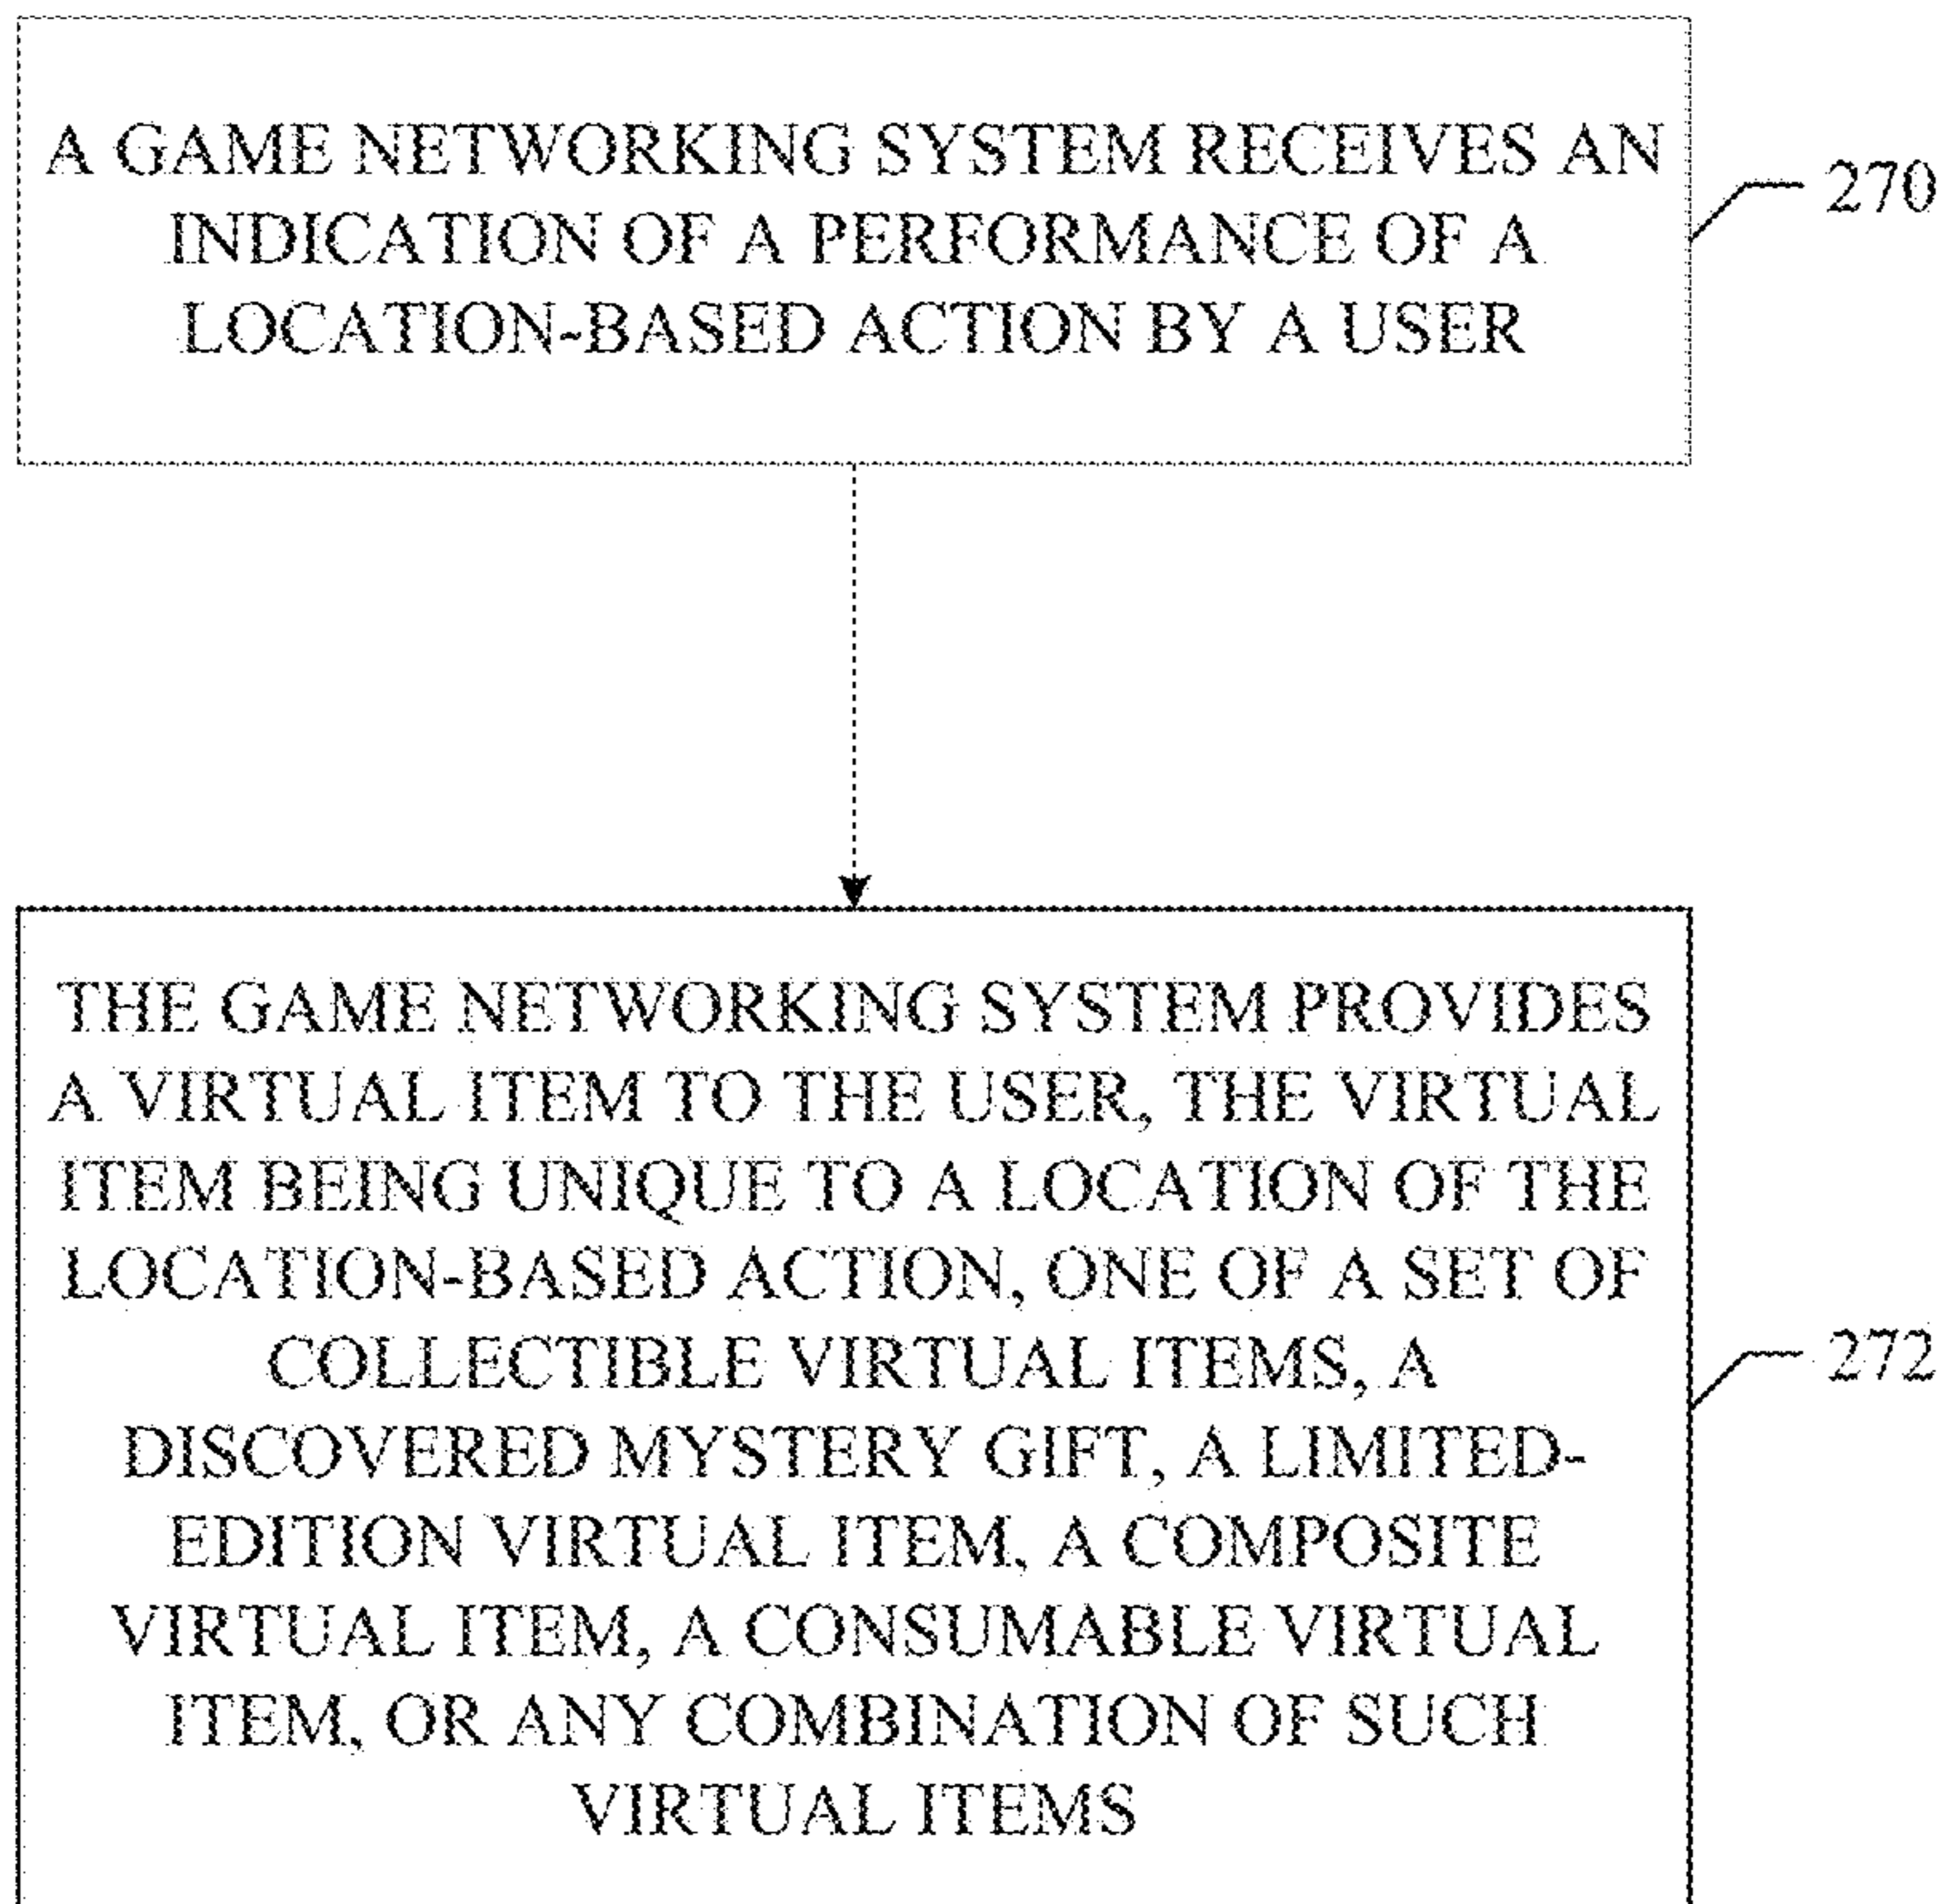 A GAME NETWORKING SYSTEM RECEIVES AN
INDICATION OF A PERFORMANCE OF A
LOCATION-BASED ACTION BY A USER
270
THE GAME NETWORKING SYSTEM PROVIDES
A VIRTUAL ITEM TO THE USER, THE VIRTUAL
ITEM BEING UNIQUE TO A LOCATION OF THE
LOCATION-BASED ACTION, ONE OF A SET OF
COLLECTIBLE VIRTUAL ITEMS, A
DISCOVERED MYSTERY GIFT, A LIMITED-
EDITION VIRTUAL ITEM, A COMPOSITE
VIRTUAL ITEM, A CONSUMABLE VIRTUAL
ITEM, OR ANY COMBINATION OF SUCH
VIRTUAL ITEMS
272